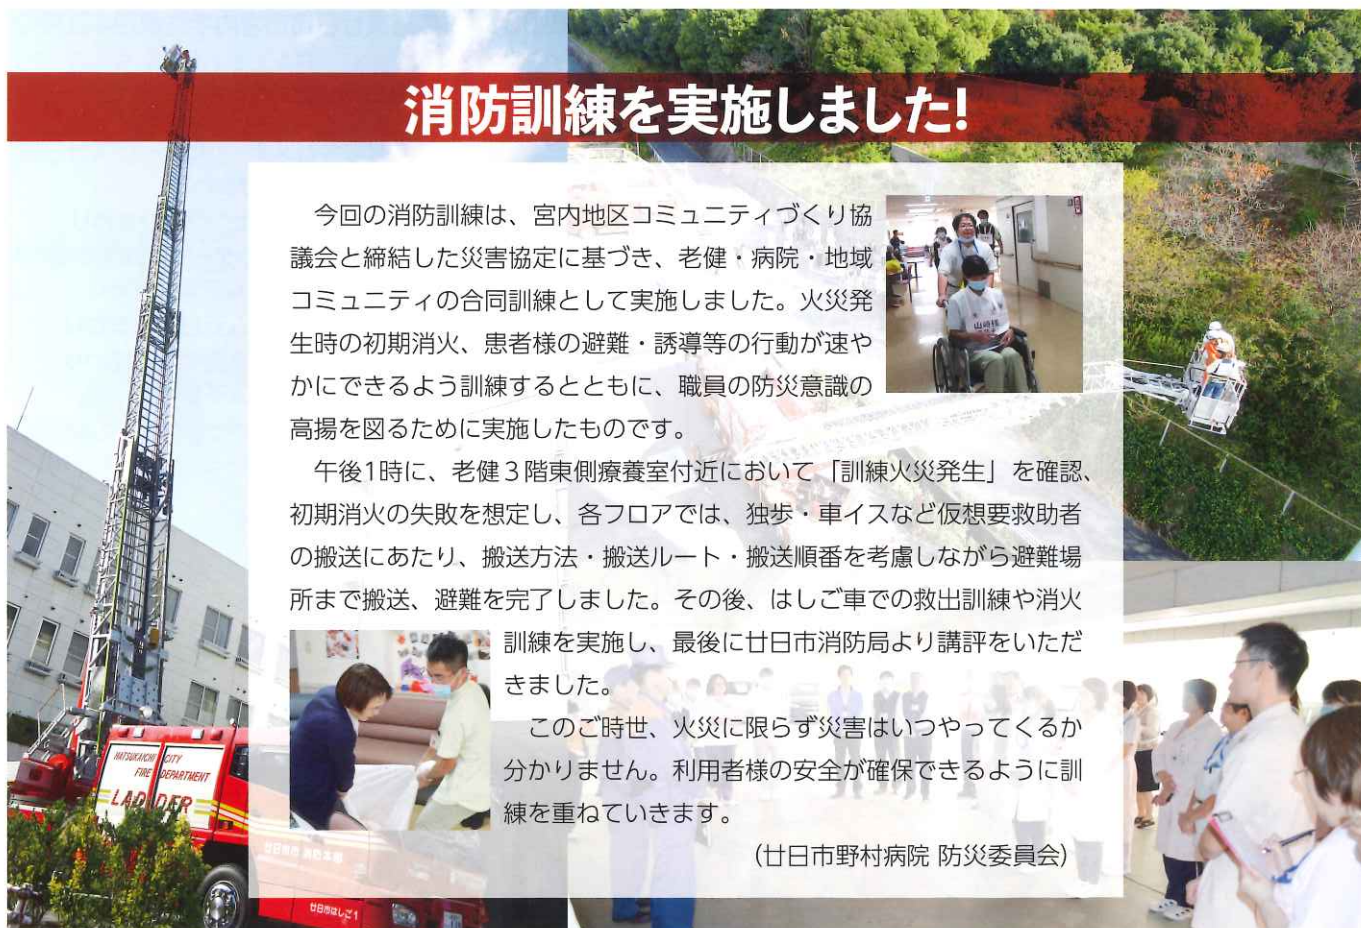 消防訓練を実施しました!
今回の消防訓練は、宮内地区コミュニティづくり協
議会と締結した災害協定に基づき、老健・病院・地域
コミュニティの合同訓練として実施しました。火災発
生時の初期消火、患者様の避難・誘導等の行動が速や
かにできるよう訓練するとともに、職員の防災意識の
高揚を図るために実施したものです。
午後1時に、老健3階東側療養室付近において「訓練火災発生」を確認、
初期消火の失敗を想定し、各フロアでは、独歩・車イスなど仮想要救助者
の搬送にあたり、搬送方法・搬送ルート・搬送順番を考慮しながら避難場
所まで搬送、避難を完了しました。その後、はしご車での救出訓練や消火
訓練を実施し、最後に廿日市消防局より講評をいただ
きました。
このご時世、火災に限らず災害はいつやってくるか
分かりません。利用者様の安全が確保できるように訓
練を重ねていきます。
(廿日市野村病院 防災委員会)
HATSUKAICHI CITY
FIRE DEPARTMENT
LADDER
廿日市市 消防本部
廿日市はしご1